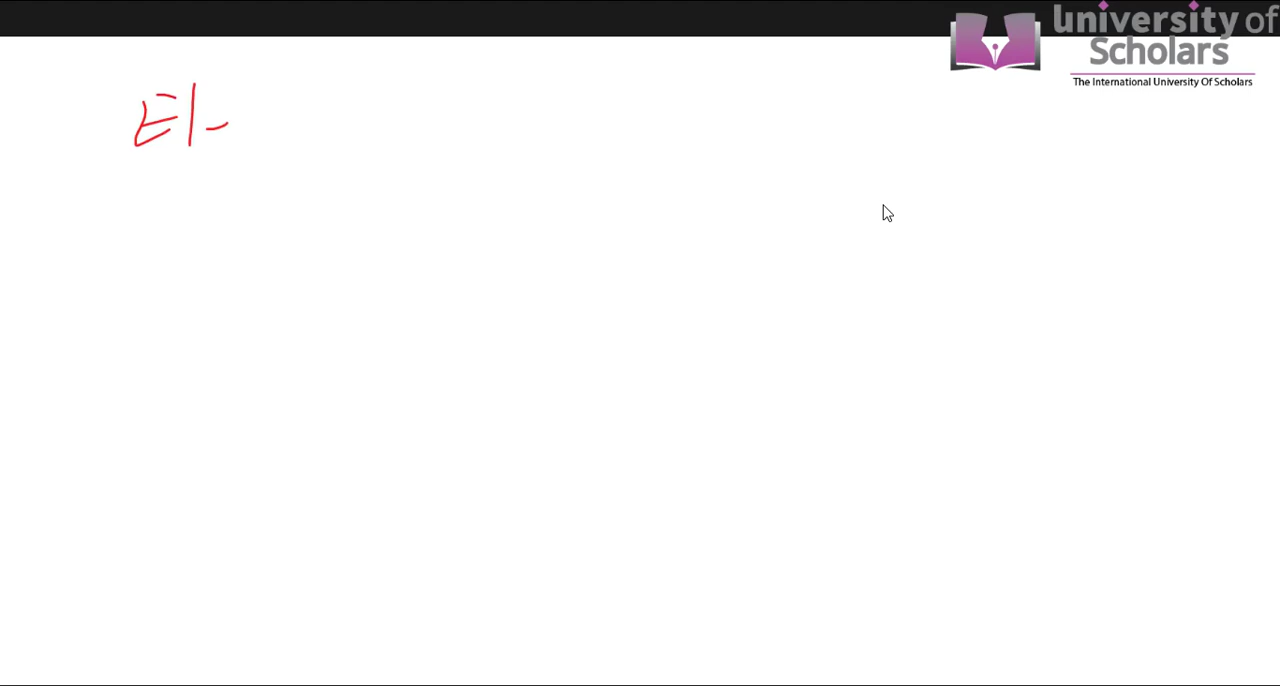 university of
Scholars
The International University Of Scholars
El-